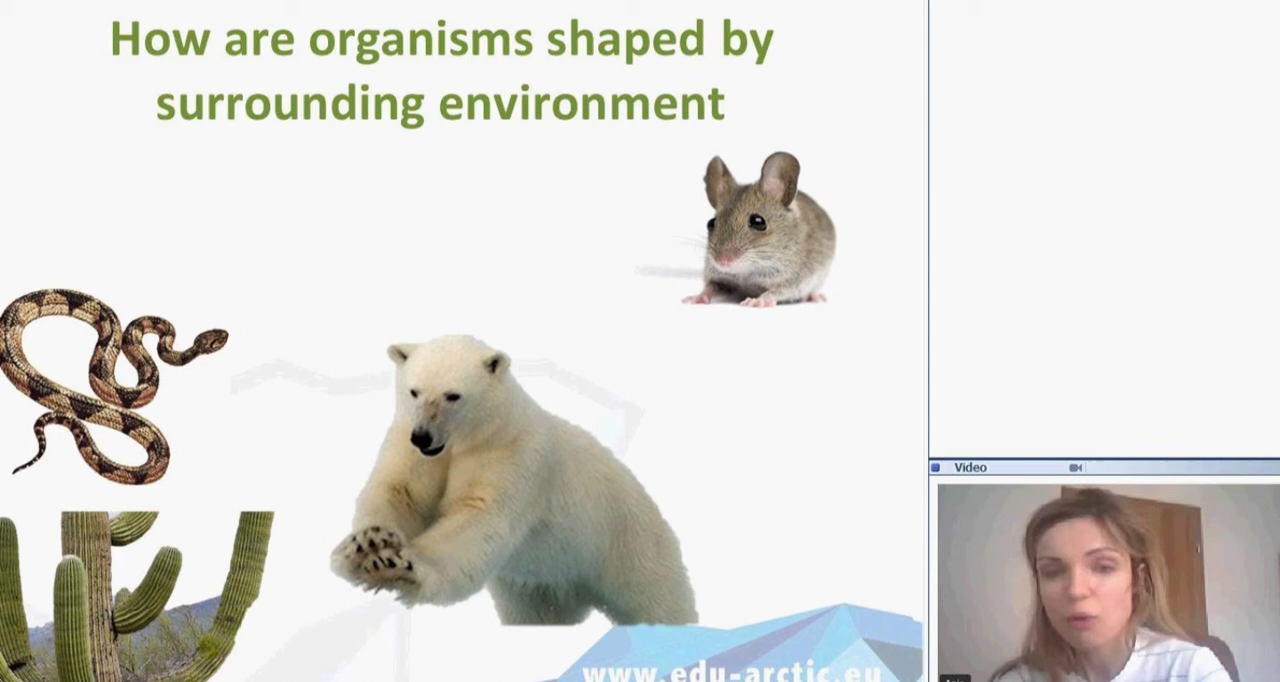 How are organisms shaped by
surrounding environment
Video
www.edu-arctic.eu